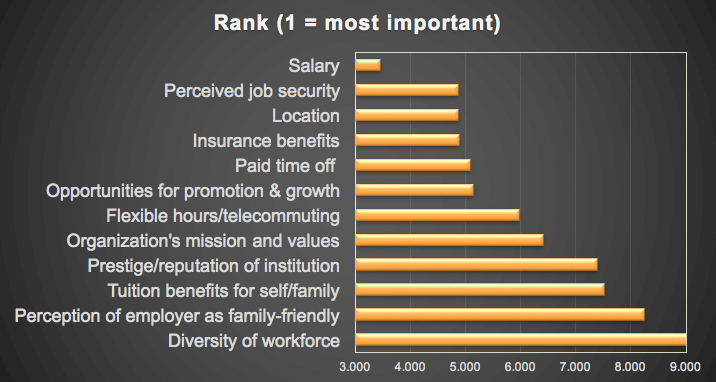 Rank (1 = most important)
Salary
Perceived job security
Location
Insurance benefits
Paid time off
Opportunities for promotion & growth
Flexible hours/telecommuting
Organization's mission and values
Prestige/reputation of institution
Tuition benefits for self/family
Perception of employer as family-friendly
Diversity of workforce
3.000 4.000 5.000 6.000 7.000 8.000 9.000